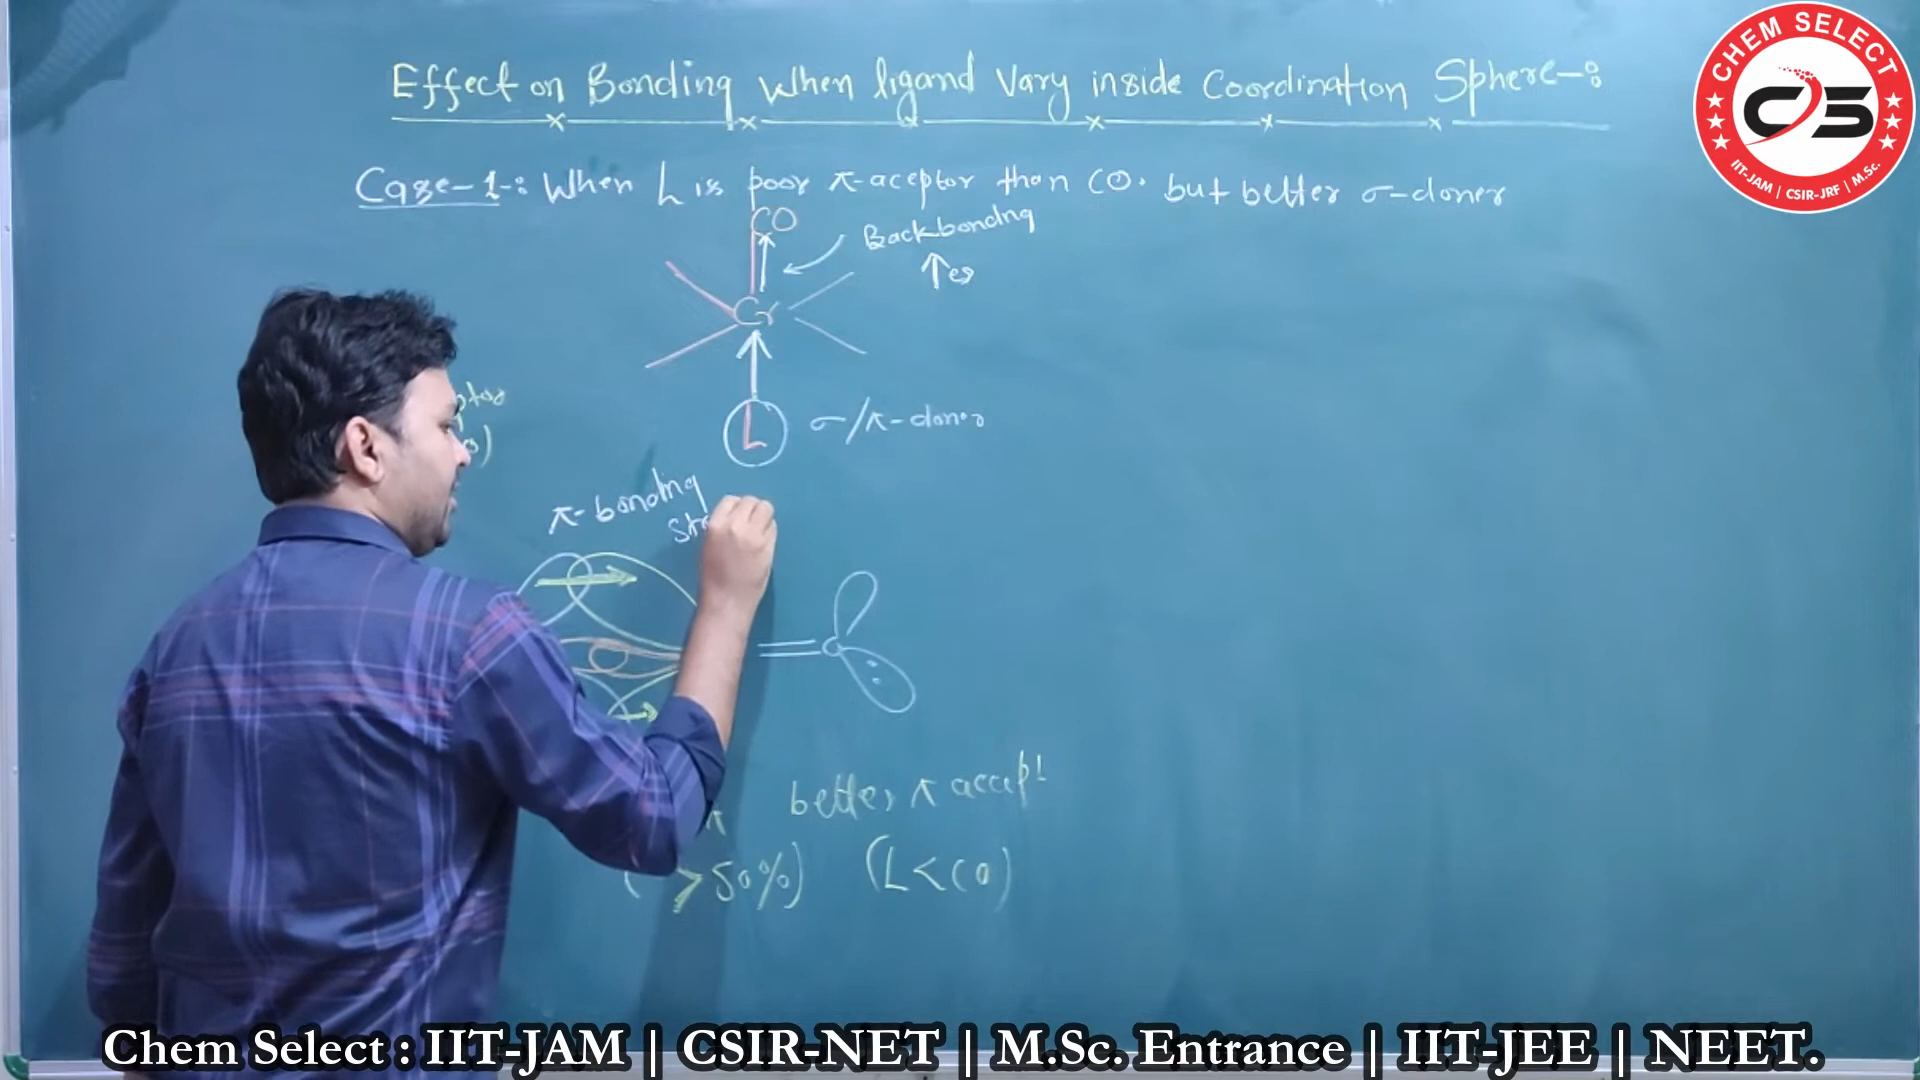 Effect on Bonding When ligand Vary inside Coordination Sphere-:
Case-1-: When L is poor π-aceptor than CO. but better σ-doner
CO
Backbonding
↑es
Cr
L
σ/π-donor
π-bonding
better π accept
> 50%)
(L < CO)
CHEM SELECT
CS
IIT-JAM | CSIR-JRF | M.Sc.
Chem Select : IIT-JAM | CSIR-NET | M.Sc. Entrance | IIT-JEE | NEET.